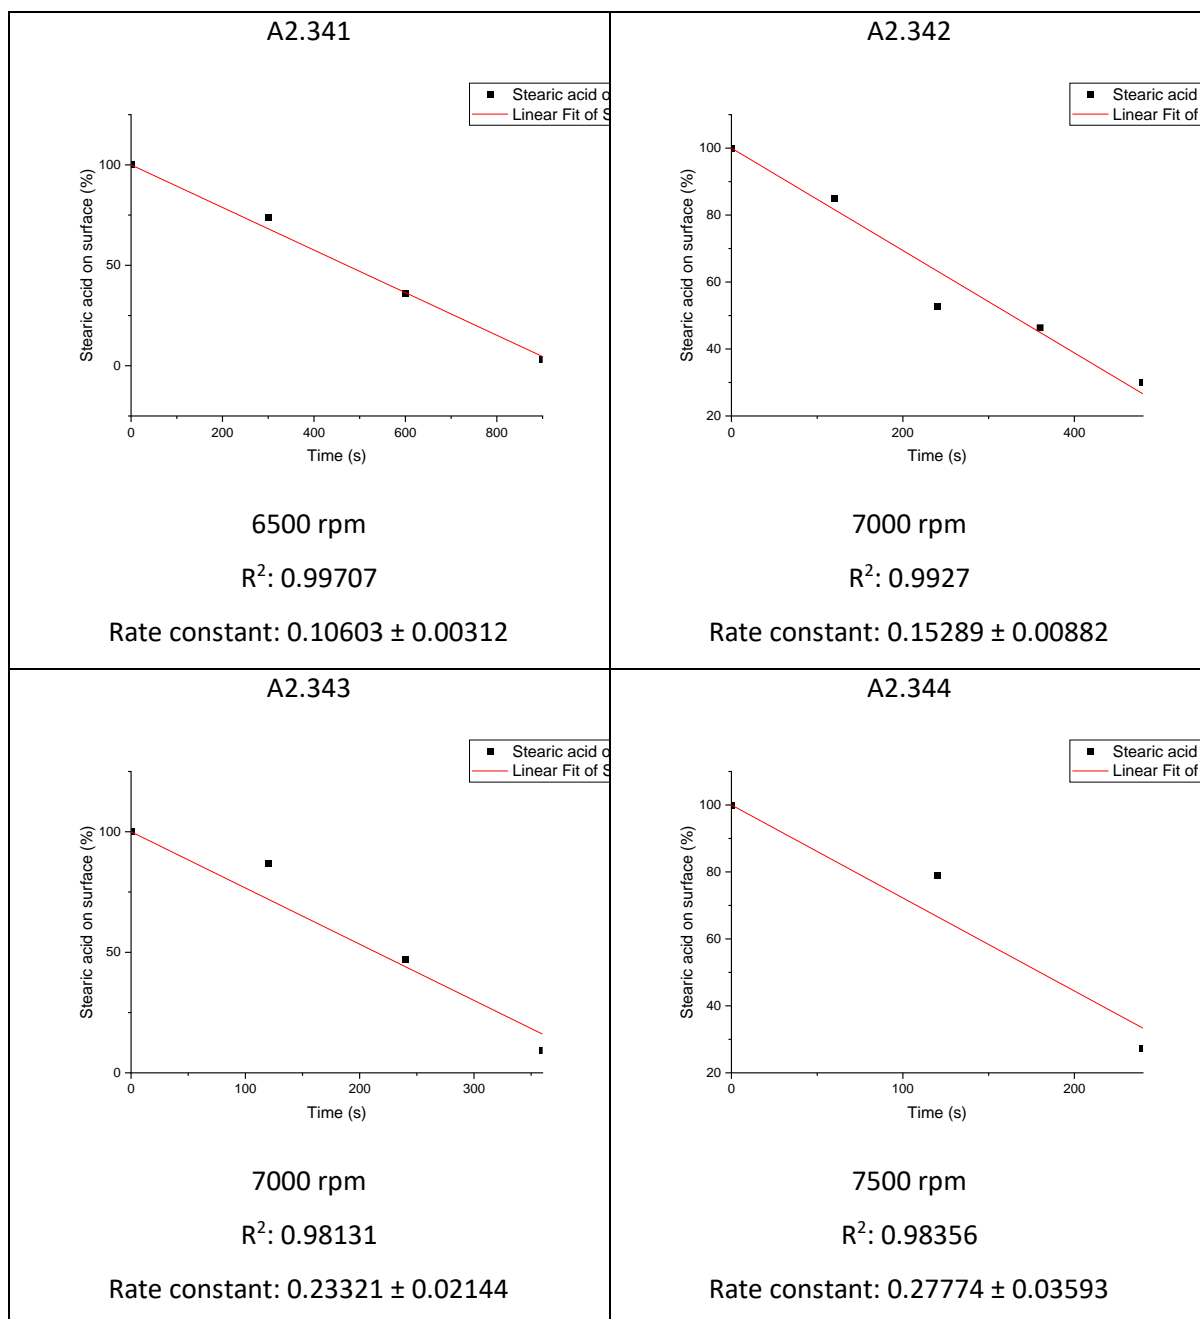 A2.341
Stearic acid o
Linear Fit of S
Stearic acid on surface (%)
100
50
0
0 200 400 600 800
Time (s)
6500 rpm
R²: 0.99707
Rate constant: 0.10603 ± 0.00312
A2.342
Stearic acid
Linear Fit of
Stearic acid on surface (%)
100
80
60
40
20
0 200 400
Time (s)
7000 rpm
R²: 0.9927
Rate constant: 0.15289 ± 0.00882
A2.343
Stearic acid o
Linear Fit of S
Stearic acid on surface (%)
100
50
0
0 100 200 300
Time (s)
7000 rpm
R²: 0.98131
Rate constant: 0.23321 ± 0.02144
A2.344
Stearic acid
Linear Fit of
Stearic acid on surface (%)
100
80
60
40
20
0 100 200
Time (s)
7500 rpm
R²: 0.98356
Rate constant: 0.27774 ± 0.03593